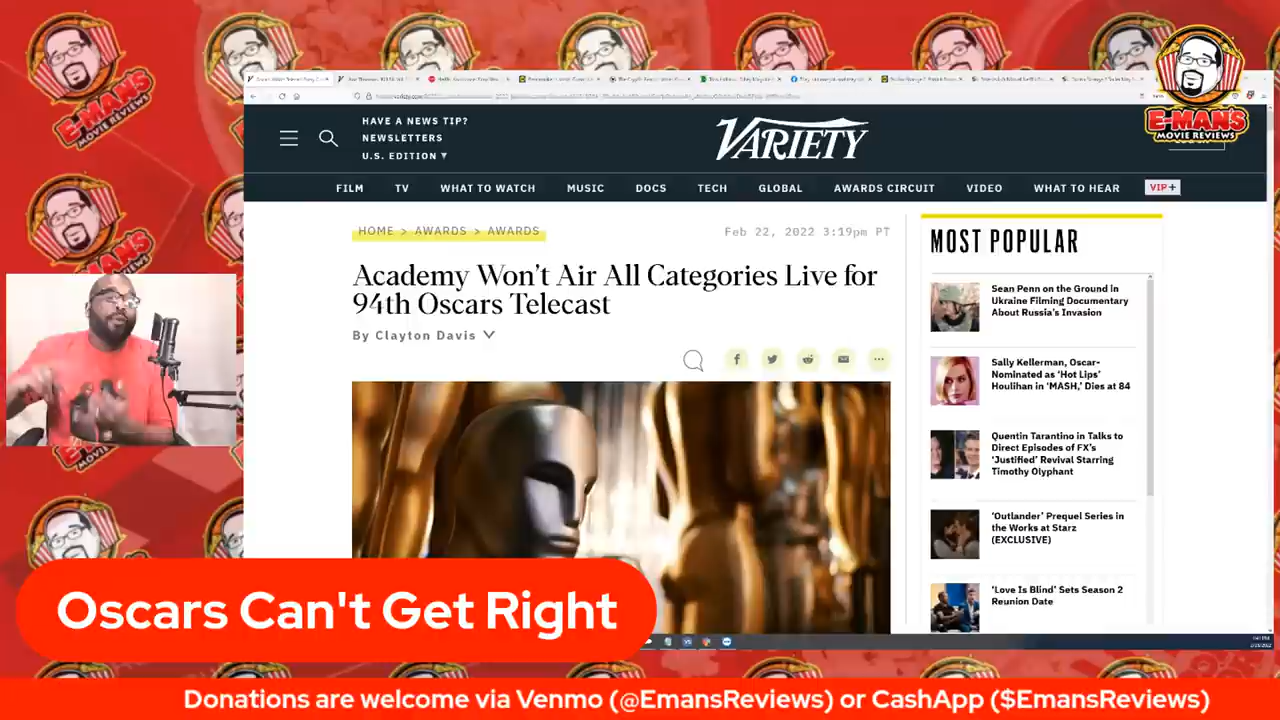 E-MAN'S
MOVIE REVIEWS
HAVE A NEWS TIP?
NEWSLETTERS
U.S. EDITION
VARIETY
FILM TV WHAT TO WATCH MUSIC DOCS TECH GLOBAL AWARDS CIRCUIT VIDEO WHAT TO HEAR VIP+
HOME > AWARDS > AWARDS
Feb 22, 2022 3:19pm PT
Academy Won't Air All Categories Live for
94th Oscars Telecast
By Clayton Davis
MOST POPULAR
Sean Penn on the Ground in
Ukraine Filming Documentary
About Russia's Invasion
Sally Kellerman, Oscar-
Nominated as 'Hot Lips'
Houlihan in 'MASH,' Dies at 84
Quentin Tarantino in Talks to
Direct Episodes of FX's
'Justified' Revival Starring
Timothy Olyphant
'Outlander' Prequel Series in
the Works at Starz
(EXCLUSIVE)
'Love Is Blind' Sets Season 2
Reunion Date
Oscars Can't Get Right
Donations are welcome via Venmo (@EmansReviews) or CashApp ($EmansReviews)